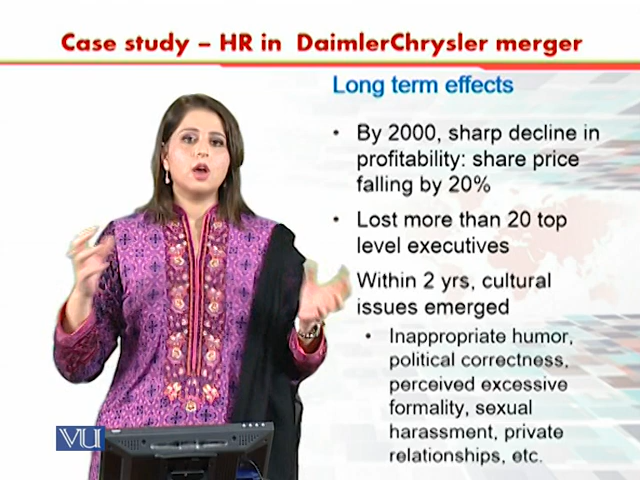 Case study – HR in DaimlerChrysler merger
Long term effects
• By 2000, sharp decline in
profitability: share price
falling by 20%
• Lost more than 20 top
level executives
Within 2 yrs, cultural
issues emerged
• Inappropriate humor,
political correctness,
perceived excessive
formality, sexual
harassment, private
relationships, etc.
VU